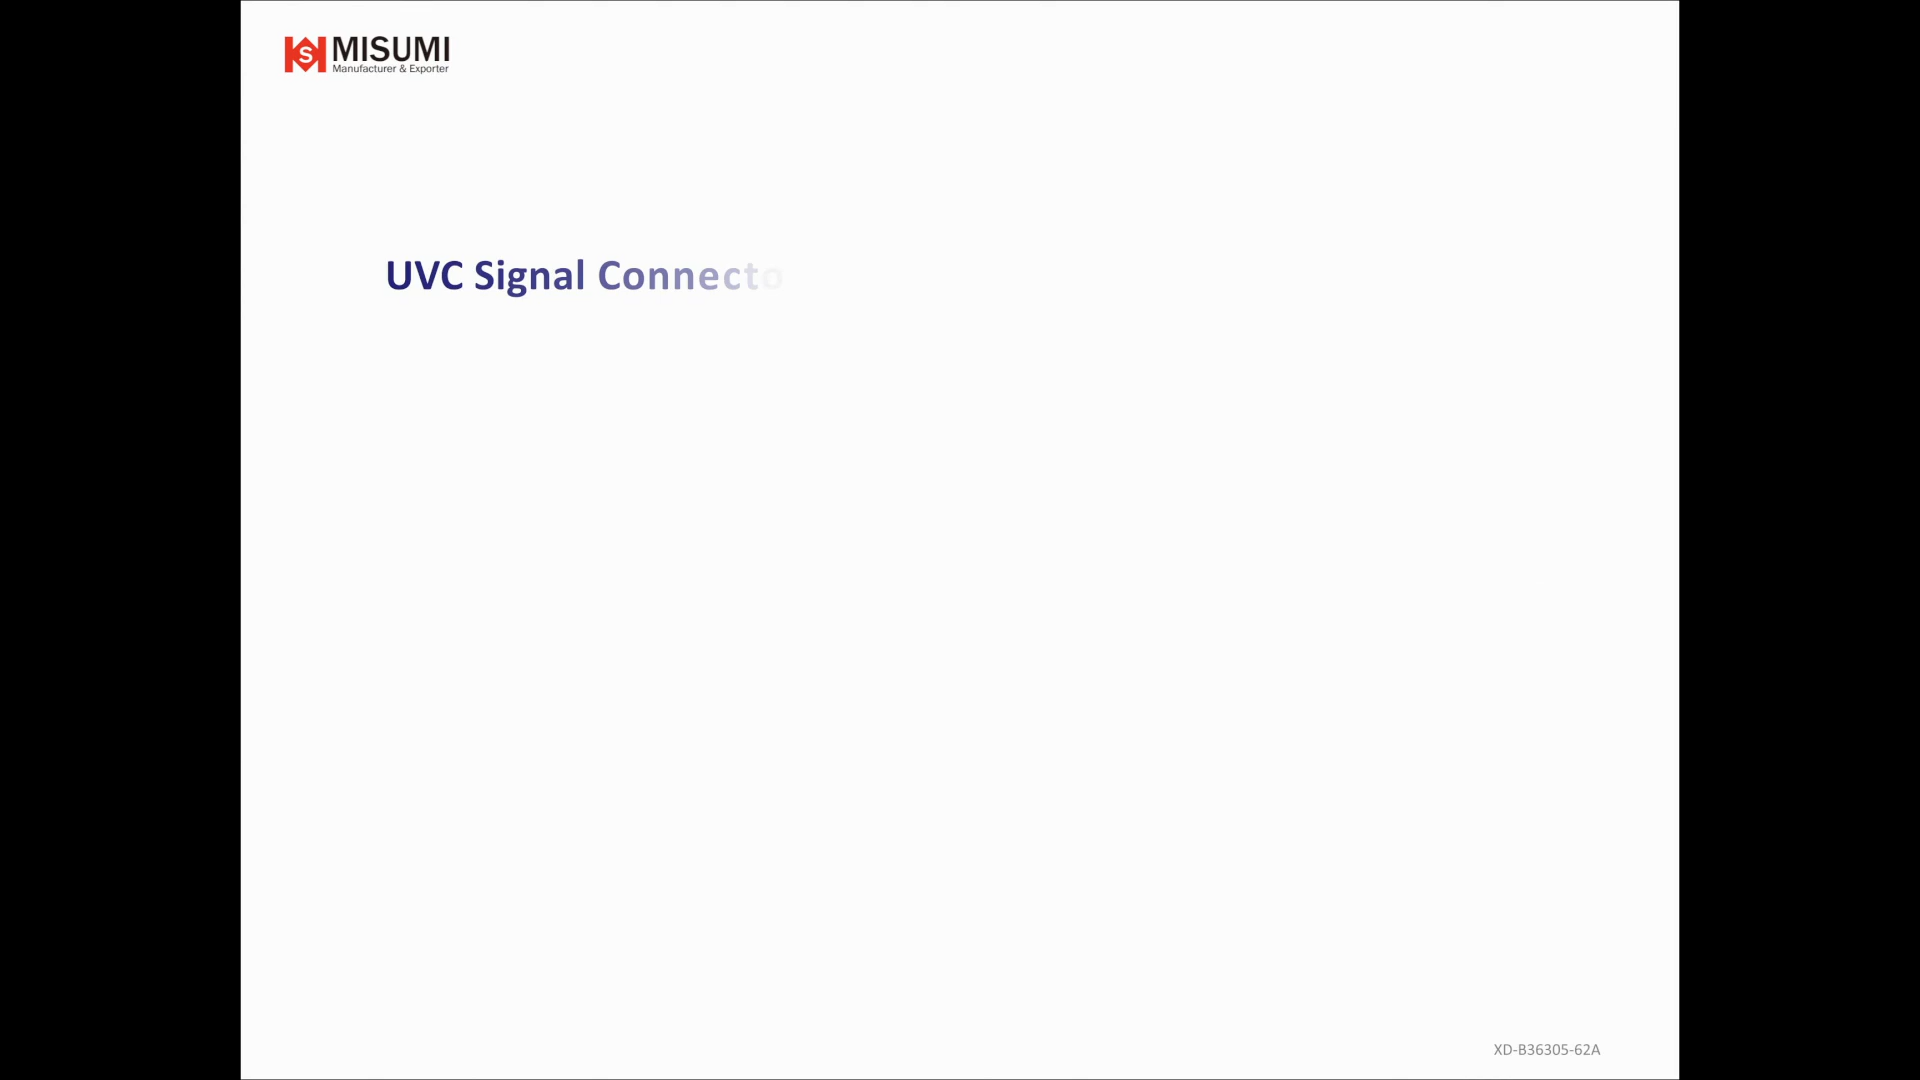 S
MISUMI
Manufacturer & Exporter
UVC Signal Connecto
XD-B36305-62A